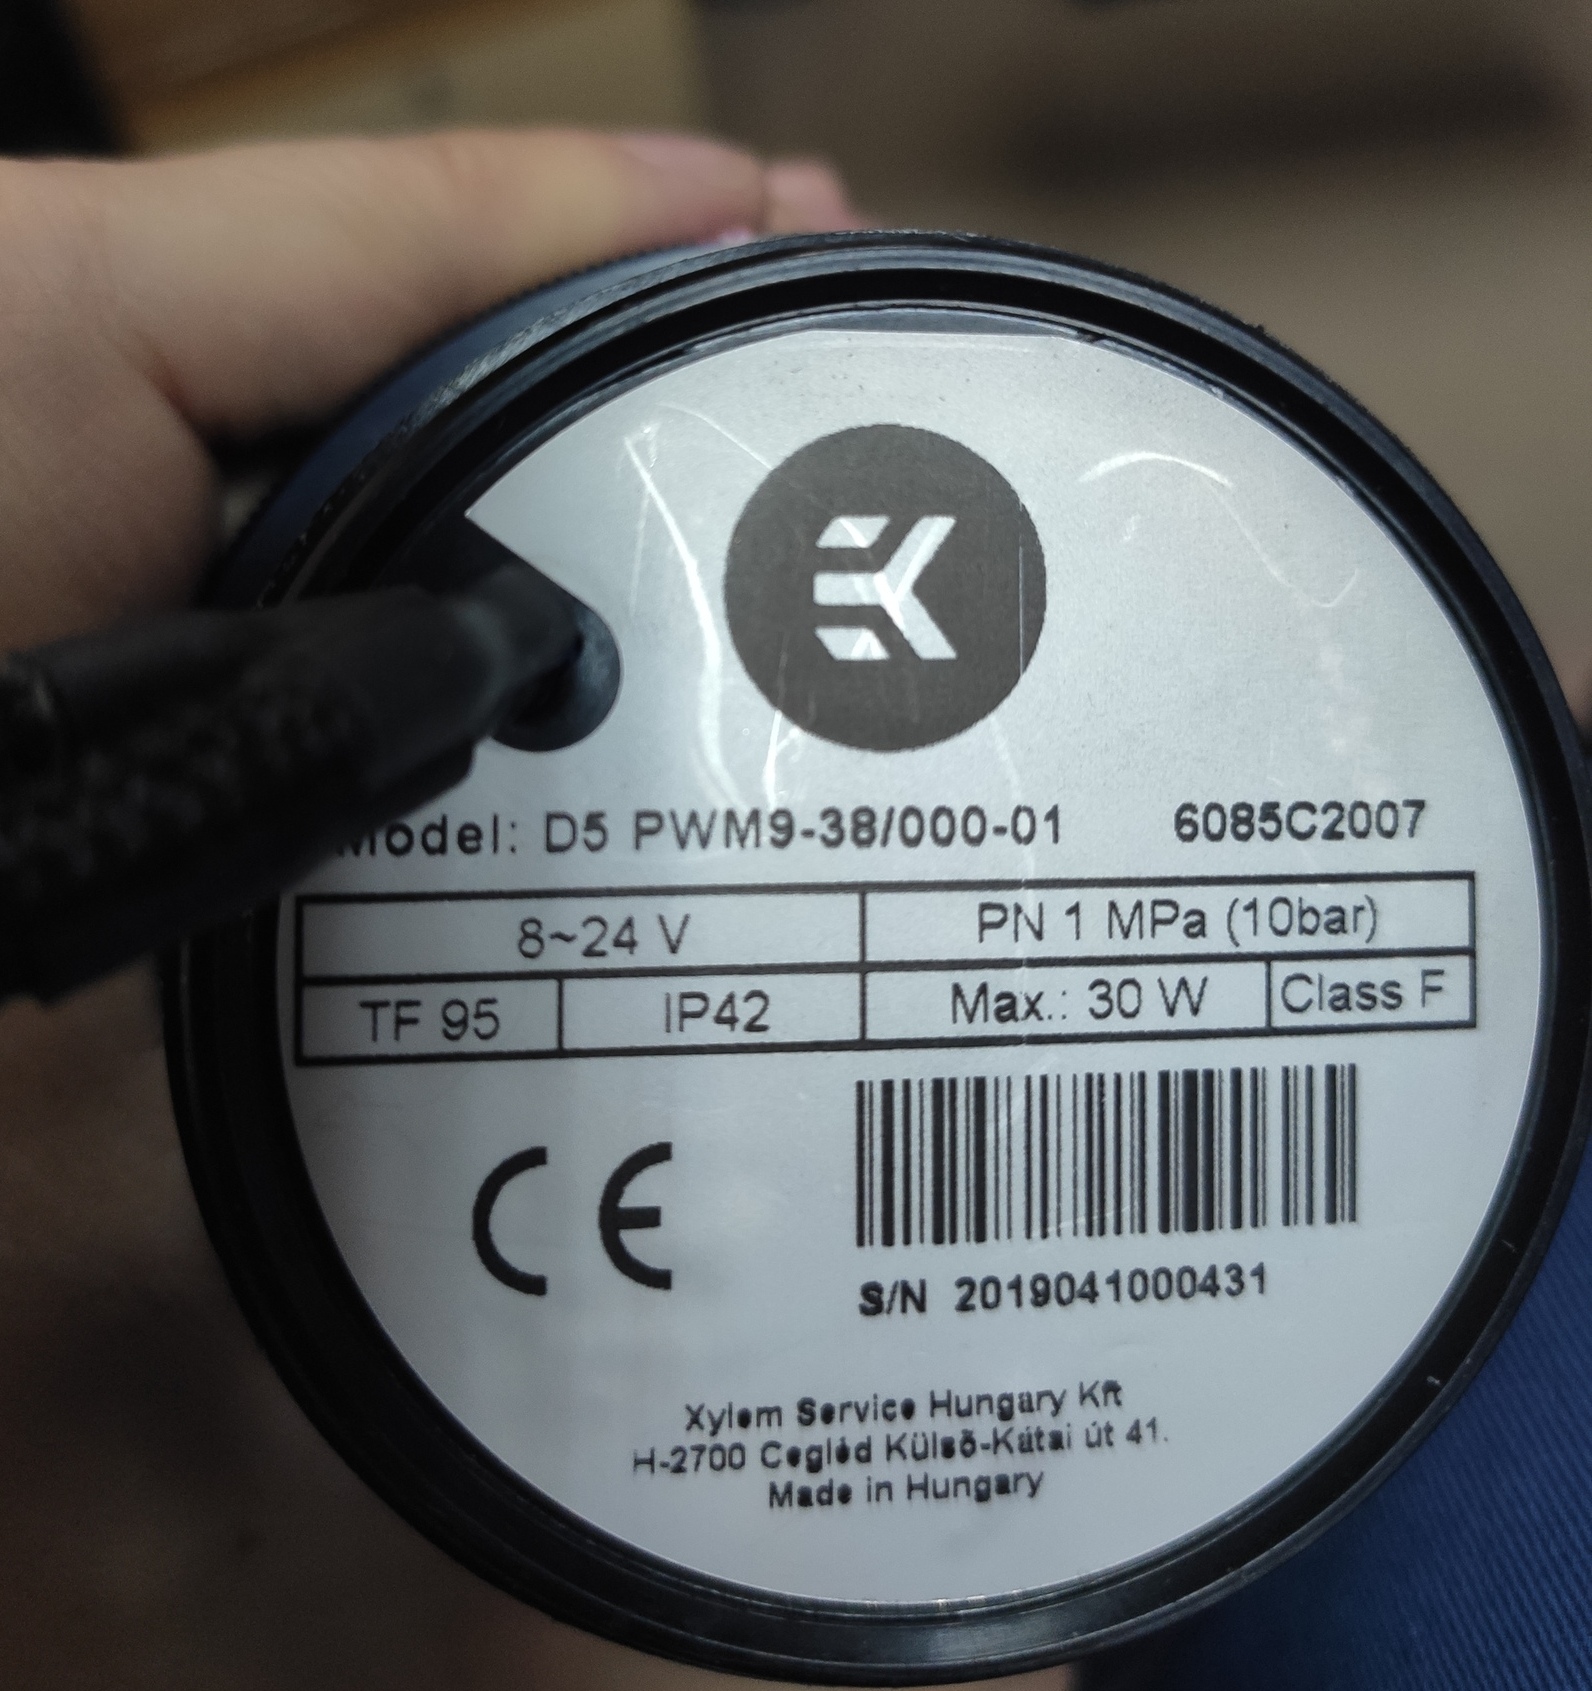 EK
Model: D5 PWM9-38/000-01 6085C2007
8~24 V PN 1 MPa (10bar)
TF 95 IP42 Max.: 30 W Class F
CE
S/N 2019041000431
Xylem Service Hungary Kft
H-2700 Cegléd Külső-Kátai út 41.
Made in Hungary